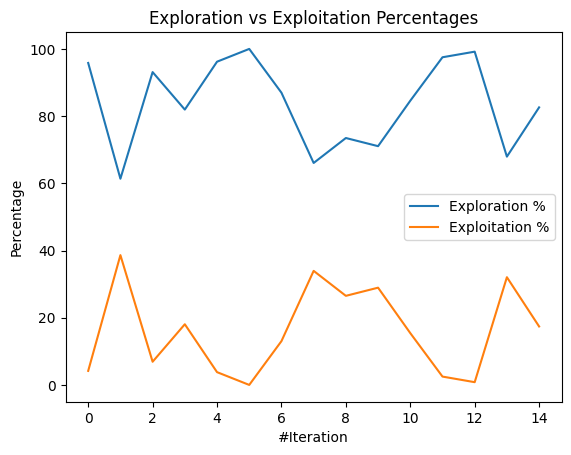 Exploration vs Exploitation Percentages
100
80
60
40
20
0
Percentage
Exploration %
Exploitation %
0 2 4 6 8 10 12 14
#Iteration